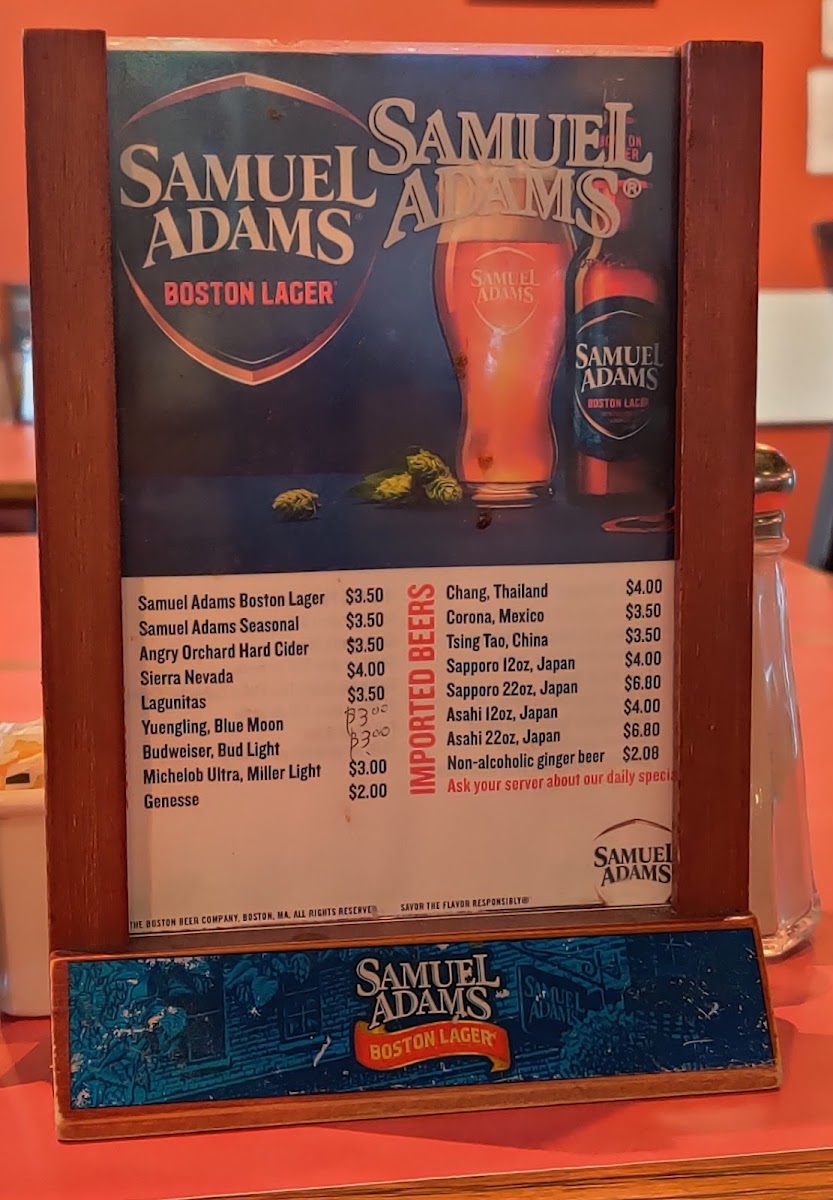 SAMUEL
ADAMS
BOSTON LAGER
SAMUEL
ADAMS®
SAMUEL
ADAMS
SAMUEL
ADAMS
BOSTON LAGER
Samuel Adams Boston Lager $3.50
Samuel Adams Seasonal $3.50
Angry Orchard Hard Cider $3.50
Sierra Nevada $4.00
Lagunitas $3.50
Yuengling, Blue Moon $3.00
Budweiser, Bud Light $3.00
Michelob Ultra, Miller Light $3.00
Genesse $2.00
IMPORTED BEERS
Chang, Thailand $4.00
Corona, Mexico $3.50
Tsing Tao, China $3.50
Sapporo 12oz, Japan $4.00
Sapporo 22oz, Japan $6.80
Asahi 12oz, Japan $4.00
Asahi 22oz, Japan $6.80
Non-alcoholic ginger beer $2.08
Ask your server about our daily specia
SAMUEL
ADAMS
THE BOSTON BEER COMPANY, BOSTON, MA. ALL RIGHTS RESERVED SAVOR THE FLAVOR RESPONSIBLY®
SAMUEL
ADAMS
BOSTON LAGER
SAMUEL
ADAMS